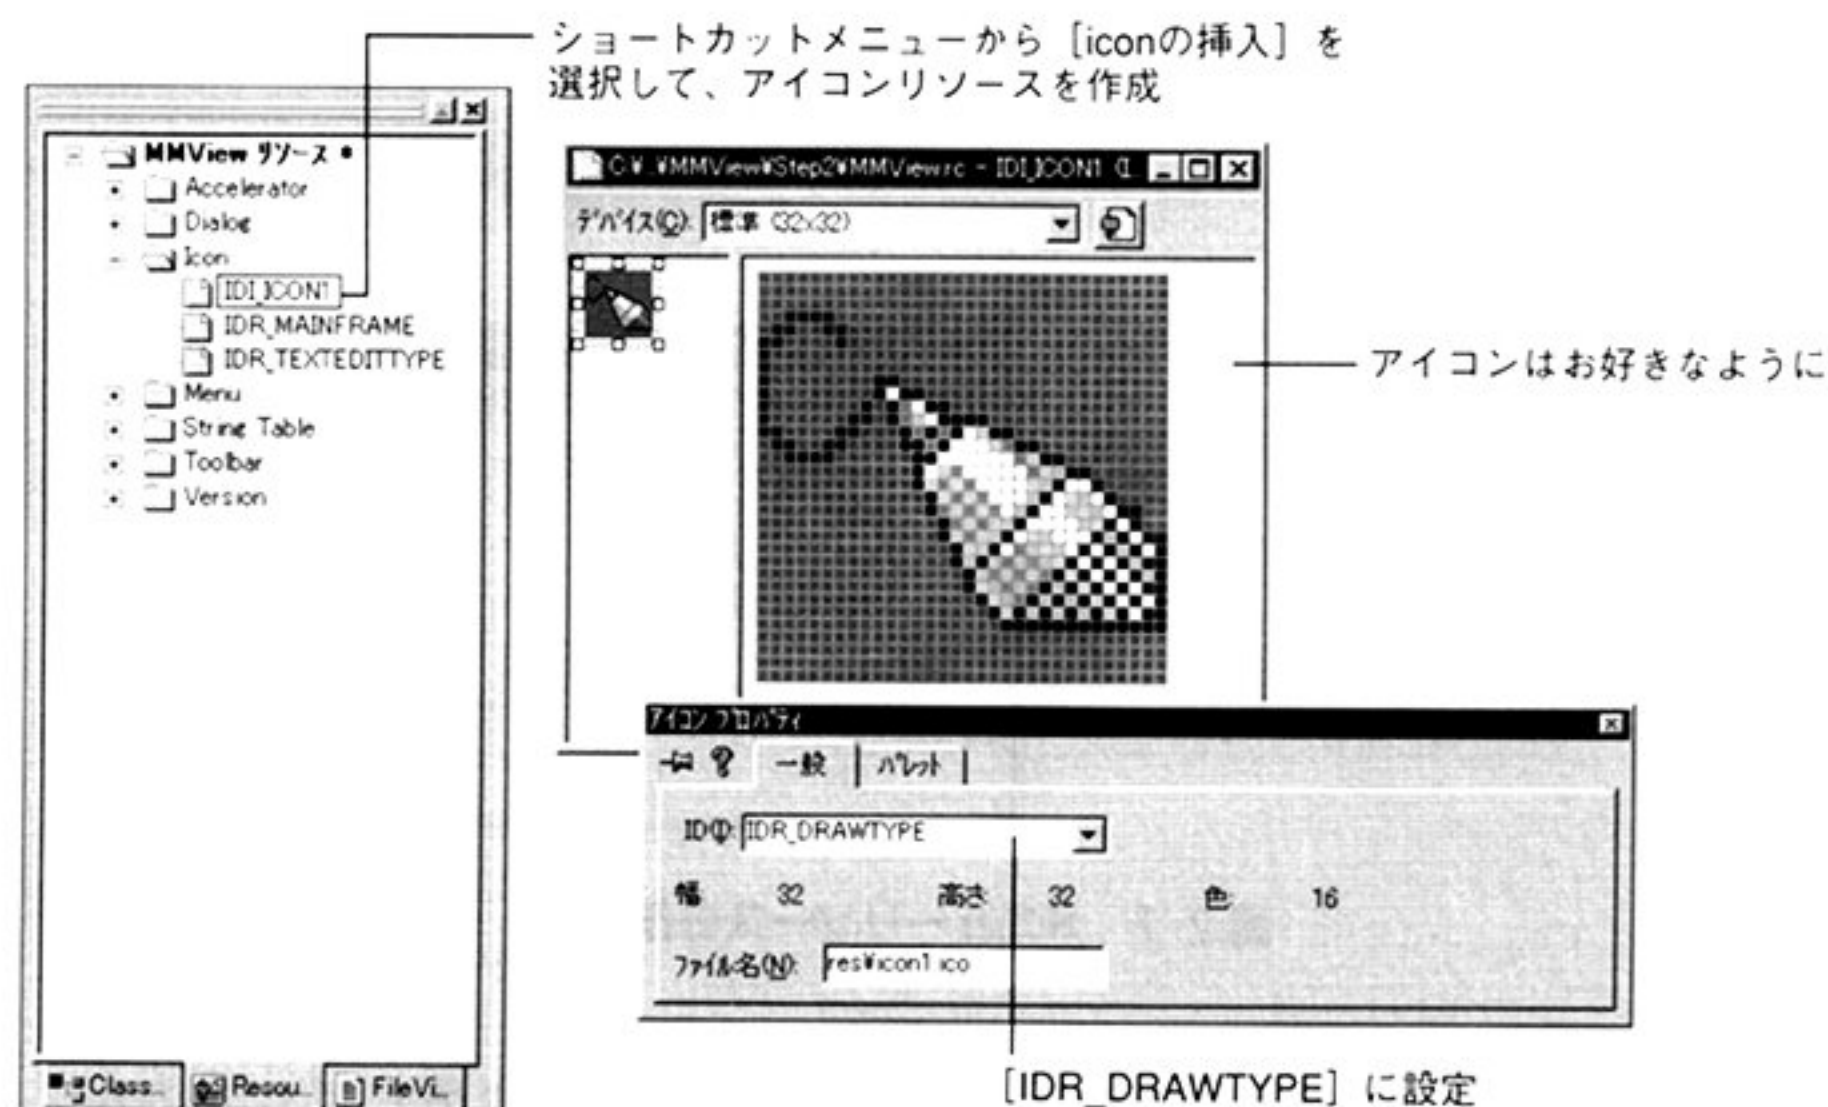 ショートカットメニューから［iconの挿入］を
選択して、アイコンリソースを作成
MMView リソース *
Accelerator
Dialog
Icon
IDI_ICON1
IDR_MAINFRAME
IDR_TEXTEDITTYPE
Menu
String Table
Toolbar
Version
Class...
Resou...
FileVi...
C:¥...¥MMView¥Step2¥MMView.rc - IDI_ICON1 (I...
デバイス(C): 標準 (32x32)
アイコンはお好きなように
アイコン プロパティ
一般
パレット
ID(I): IDR_DRAWTYPE
幅: 32 高さ: 32 色: 16
ファイル名(N): res¥icon1.ico
［IDR_DRAWTYPE］に設定